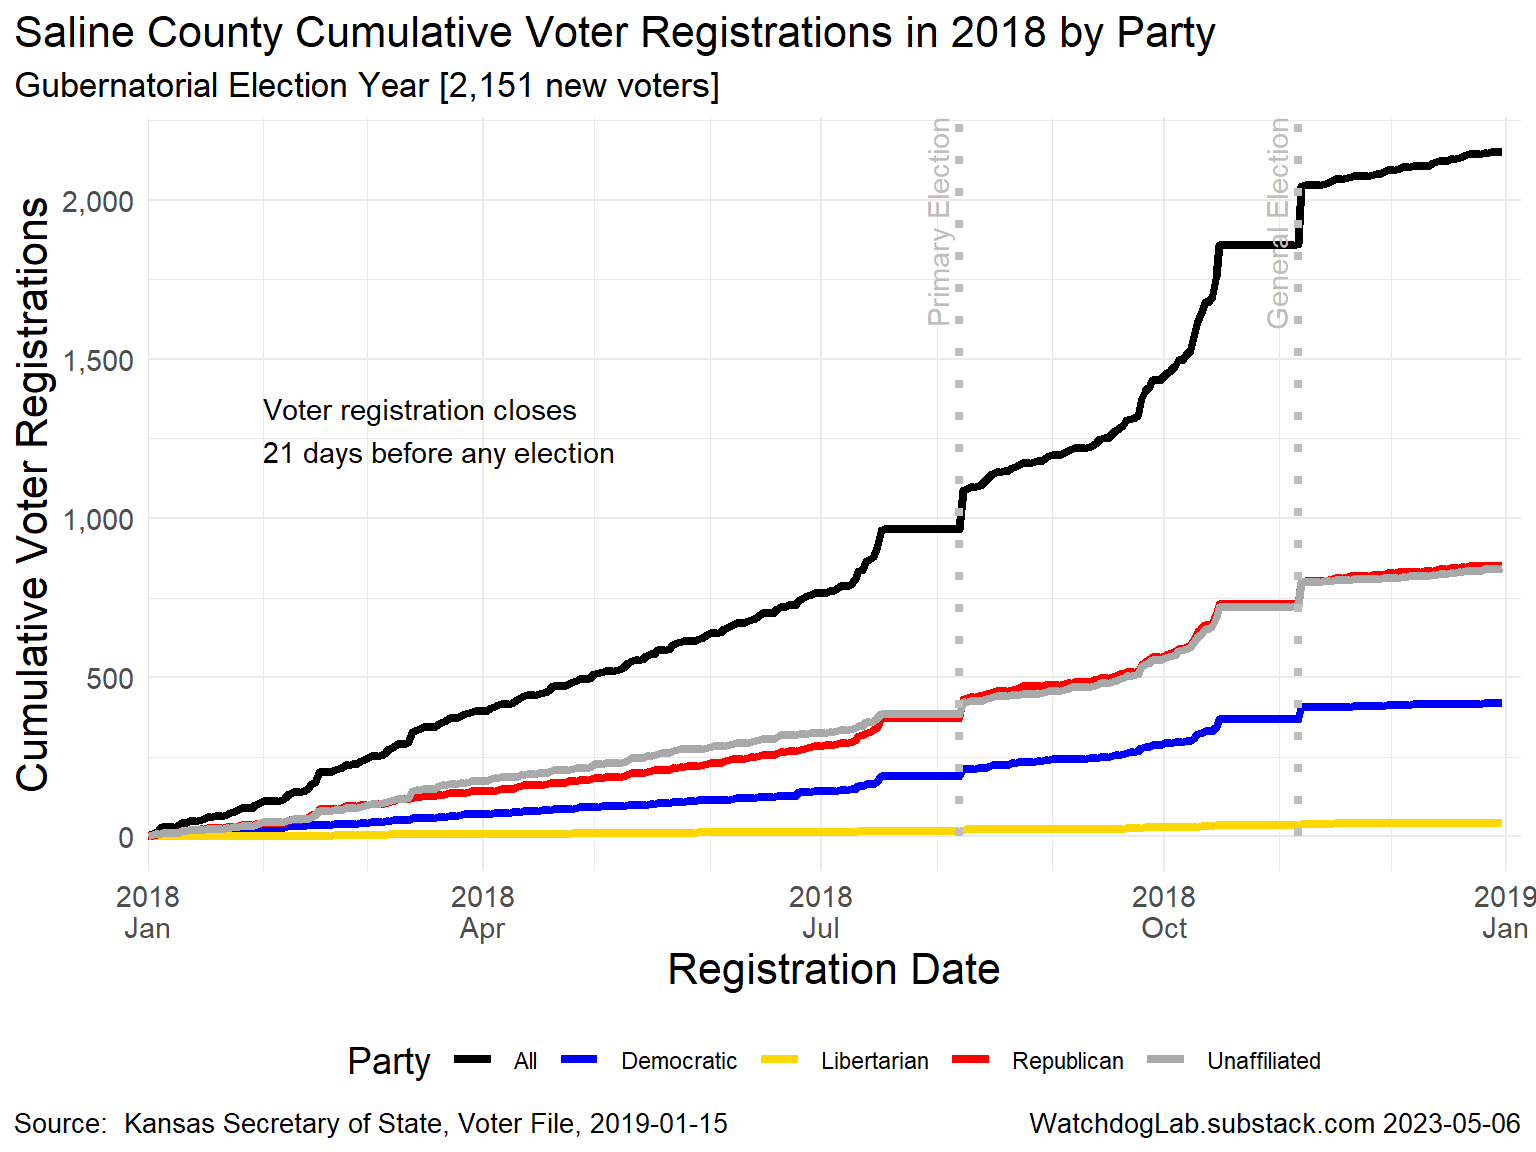 Saline County Cumulative Voter Registrations in 2018 by Party
Gubernatorial Election Year [2,151 new voters]
Cumulative Voter Registrations
2,000
1,500
1,000
500
0
Primary Election
General Election
Voter registration closes
21 days before any election
2018 2018 2018 2018 2019
Jan Apr Jul Oct Jan
Registration Date
Party All Democratic Libertarian Republican Unaffiliated
Source:  Kansas Secretary of State, Voter File, 2019-01-15
WatchdogLab.substack.com 2023-05-06